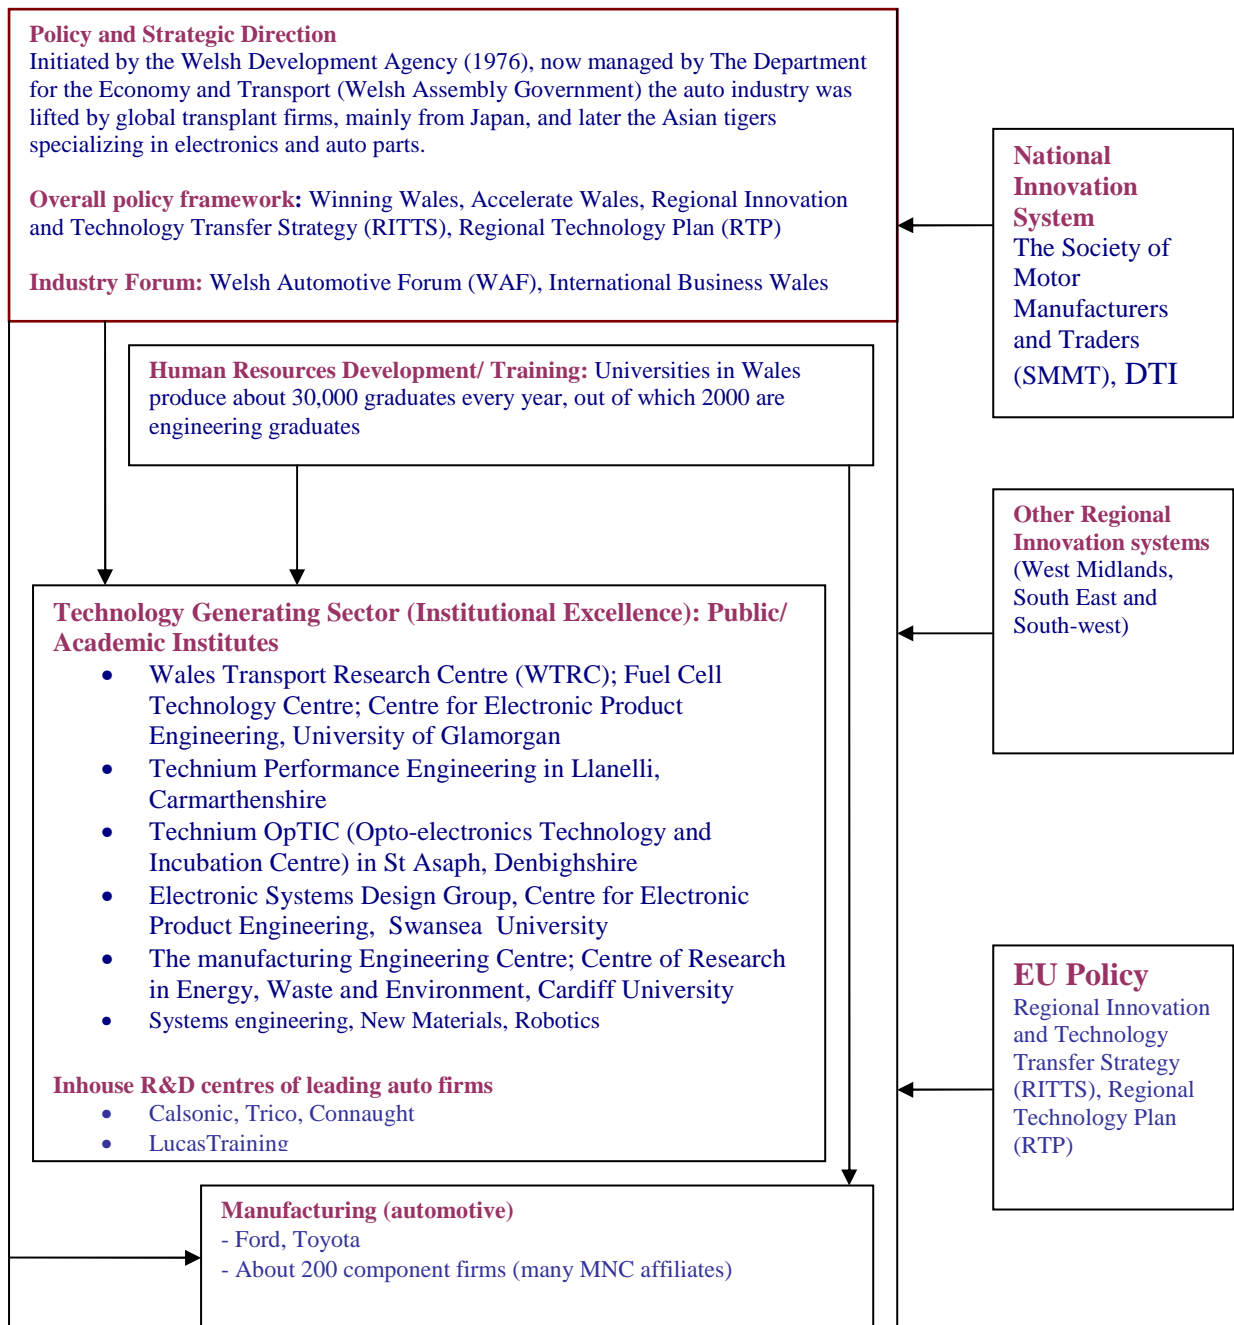 Policy and Strategic Direction
Initiated by the Welsh Development Agency (1976), now managed by The Department
for the Economy and Transport (Welsh Assembly Government) the auto industry was
lifted by global transplant firms, mainly from Japan, and later the Asian tigers
specializing in electronics and auto parts.
Overall policy framework: Winning Wales, Accelerate Wales, Regional Innovation
and Technology Transfer Strategy (RITTS), Regional Technology Plan (RTP)
Industry Forum: Welsh Automotive Forum (WAF), International Business Wales
National
Innovation
System
The Society of
Motor
Manufacturers
and Traders
(SMMT), DTI
Human Resources Development/ Training: Universities in Wales
produce about 30,000 graduates every year, out of which 2000 are
engineering graduates
Other Regional
Innovation systems
(West Midlands,
South East and
South-west)
Technology Generating Sector (Institutional Excellence): Public/
Academic Institutes
• Wales Transport Research Centre (WTRC); Fuel Cell
Technology Centre; Centre for Electronic Product
Engineering, University of Glamorgan
• Technium Performance Engineering in Llanelli,
Carmarthenshire
• Technium OpTIC (Opto-electronics Technology and
Incubation Centre) in St Asaph, Denbighshire
• Electronic Systems Design Group, Centre for Electronic
Product Engineering, Swansea University
• The manufacturing Engineering Centre; Centre of Research
in Energy, Waste and Environment, Cardiff University
• Systems engineering, New Materials, Robotics
Inhouse R&D centres of leading auto firms
• Calsonic, Trico, Connaught
• LucasTraining
EU Policy
Regional Innovation
and Technology
Transfer Strategy
(RITTS), Regional
Technology Plan
(RTP)
Manufacturing (automotive)
- Ford, Toyota
- About 200 component firms (many MNC affiliates)